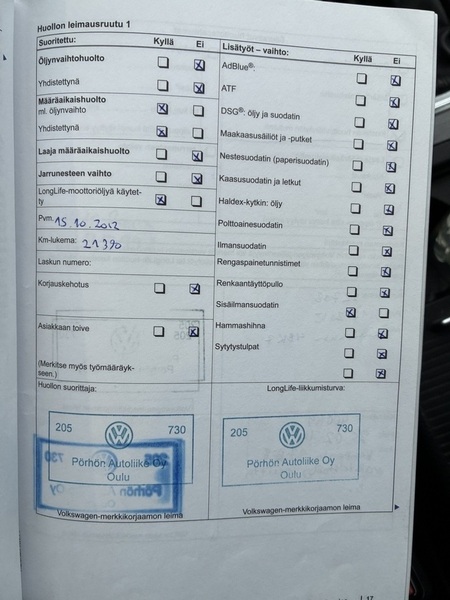 Huollon leimausruutu 1
Suoritettu: Kyllä Ei
Öljynvaihtohuolto
Yhdistettynä
Määräaikaishuolto
ml. öljynvaihto
Yhdistettynä
Laaja määräaikaishuolto
Jarrunesteen vaihto
LongLife-moottoriöljyä käytet-
ty
Pvm. 15.10.2012
Km-lukema: 21390
Laskun numero:
Korjauskehotus
Asiakkaan toive
(Merkitse myös työmääräyk-
seen.)
Huollon suorittaja:
205 730
Pörhön Autoliike Oy
Oulu
Volkswagen-merkkikorjaamon leima
Lisätyöt – vaihto: Kyllä Ei
AdBlue®:
ATF
DSG®: öljy ja suodatin
Maakaasusäiliöt ja -putket
Nestesuodatin (paperisuodatin)
Kaasusuodatin ja letkut
Haldex-kytkin: öljy
Polttoainesuodatin
Ilmansuodatin
Rengaspainetunnistimet
Renkaantäyttöpullo
Sisäilmansuodatin
Hammashihna
Sytytystulpat
LongLife-liikkumisturva:
205 730
Pörhön Autoliike Oy
Oulu
Volkswagen-merkkikorjaamon leima
17